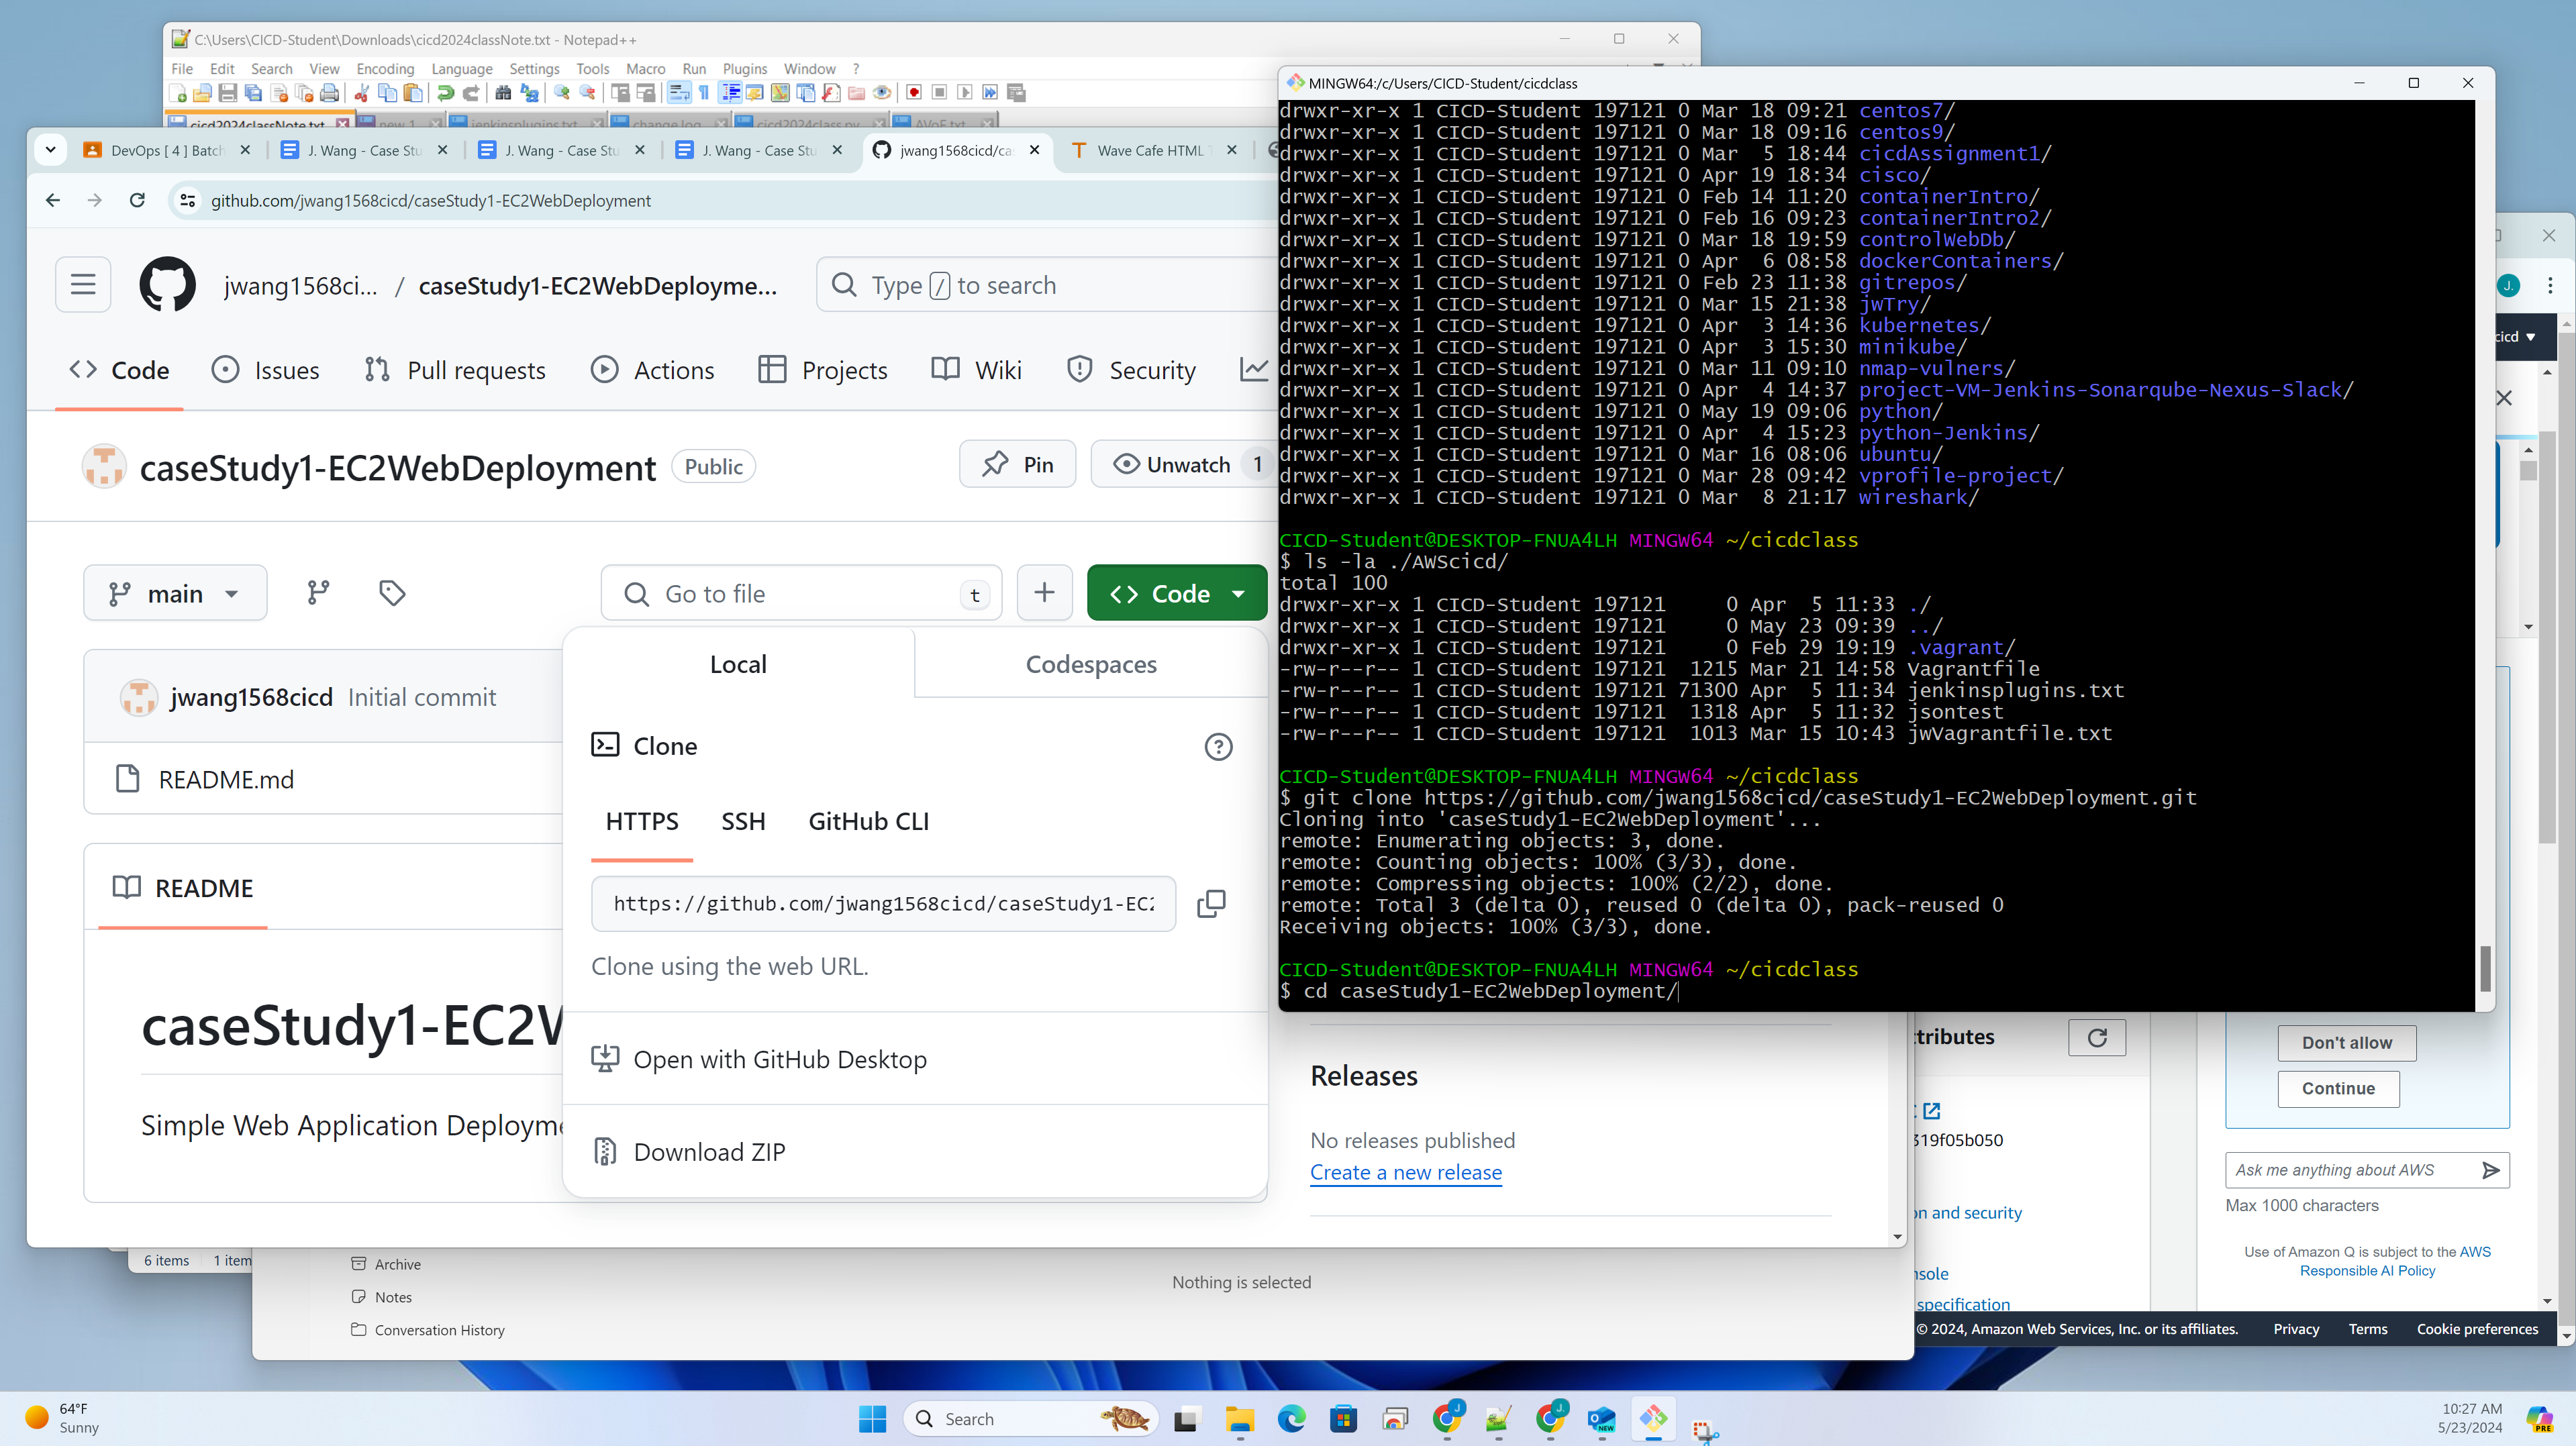 C:\Users\CICD-Student\Downloads\cicd2024classNote.txt - Notepad++
File Edit Search View Encoding Language Settings Tools Macro Run Plugins Window ?
cicd2024classNote.txt new 1 jenkinsplugins.txt change.log cicd2024class.py AVoF.txt
DevOps [ 4 ] Batch J. Wang - Case Stu J. Wang - Case Stu J. Wang - Case Stu jwang1568cicd/ca Wave Cafe HTML T
github.com/jwang1568cicd/caseStudy1-EC2WebDeployment
jwang1568ci... / caseStudy1-EC2WebDeployme... Type / to search
Code Issues Pull requests Actions Projects Wiki Security
caseStudy1-EC2WebDeployment Public Pin Unwatch 1
main Go to file t Code
Local Codespaces
jwang1568cicd Initial commit
Clone
README.md
HTTPS SSH GitHub CLI
README
https://github.com/jwang1568cicd/caseStudy1-EC2
Clone using the web URL.
caseStudy1-EC2W
Open with GitHub Desktop
Simple Web Application Deployme
Download ZIP
Releases
No releases published
Create a new release
MINGW64:/c/Users/CICD-Student/cicdclass
drwxr-xr-x 1 CICD-Student 197121 0 Mar 18 09:21 centos7/
drwxr-xr-x 1 CICD-Student 197121 0 Mar 18 09:16 centos9/
drwxr-xr-x 1 CICD-Student 197121 0 Mar  5 18:44 cicdAssignment1/
drwxr-xr-x 1 CICD-Student 197121 0 Apr 19 18:34 cisco/
drwxr-xr-x 1 CICD-Student 197121 0 Feb 14 11:20 containerIntro/
drwxr-xr-x 1 CICD-Student 197121 0 Feb 16 09:23 containerIntro2/
drwxr-xr-x 1 CICD-Student 197121 0 Mar 18 19:59 controlWebDb/
drwxr-xr-x 1 CICD-Student 197121 0 Apr  6 08:58 dockerContainers/
drwxr-xr-x 1 CICD-Student 197121 0 Feb 23 11:38 gitrepos/
drwxr-xr-x 1 CICD-Student 197121 0 Mar 15 21:38 jwTry/
drwxr-xr-x 1 CICD-Student 197121 0 Apr  3 14:36 kubernetes/
drwxr-xr-x 1 CICD-Student 197121 0 Apr  3 15:30 minikube/
drwxr-xr-x 1 CICD-Student 197121 0 Mar 11 09:10 nmap-vulners/
drwxr-xr-x 1 CICD-Student 197121 0 Apr  4 14:37 project-VM-Jenkins-Sonarqube-Nexus-Slack/
drwxr-xr-x 1 CICD-Student 197121 0 May 19 09:06 python/
drwxr-xr-x 1 CICD-Student 197121 0 Apr  4 15:23 python-Jenkins/
drwxr-xr-x 1 CICD-Student 197121 0 Mar 16 08:06 ubuntu/
drwxr-xr-x 1 CICD-Student 197121 0 Mar 28 09:42 vprofile-project/
drwxr-xr-x 1 CICD-Student 197121 0 Mar  8 21:17 wireshark/
CICD-Student@DESKTOP-FNUA4LH MINGW64 ~/cicdclass
$ ls -la ./AWScicd/
total 100
drwxr-xr-x 1 CICD-Student 197121     0 Apr  5 11:33 ./
drwxr-xr-x 1 CICD-Student 197121     0 May 23 09:39 ../
drwxr-xr-x 1 CICD-Student 197121     0 Feb 29 19:19 .vagrant/
-rw-r--r-- 1 CICD-Student 197121  1215 Mar 21 14:58 Vagrantfile
-rw-r--r-- 1 CICD-Student 197121 71300 Apr  5 11:34 jenkinsplugins.txt
-rw-r--r-- 1 CICD-Student 197121  1318 Apr  5 11:32 jsontest
-rw-r--r-- 1 CICD-Student 197121  1013 Mar 15 10:43 jwVagrantfile.txt
CICD-Student@DESKTOP-FNUA4LH MINGW64 ~/cicdclass
$ git clone https://github.com/jwang1568cicd/caseStudy1-EC2WebDeployment.git
Cloning into 'caseStudy1-EC2WebDeployment'...
remote: Enumerating objects: 3, done.
remote: Counting objects: 100% (3/3), done.
remote: Compressing objects: 100% (2/2), done.
remote: Total 3 (delta 0), reused 0 (delta 0), pack-reused 0
Receiving objects: 100% (3/3), done.
CICD-Student@DESKTOP-FNUA4LH MINGW64 ~/cicdclass
$ cd caseStudy1-EC2WebDeployment/
J.
cicd
tributes
319f05b050
on and security
nsole
specification
Don't allow
Continue
Ask me anything about AWS
Max 1000 characters
Use of Amazon Q is subject to the AWS
Responsible AI Policy
© 2024, Amazon Web Services, Inc. or its affiliates. Privacy Terms Cookie preferences
6 items 1 item
Archive
Notes
Conversation History
Nothing is selected
64°F
Sunny
Search
J
J.
NEW
10:27 AM
5/23/2024
PRE